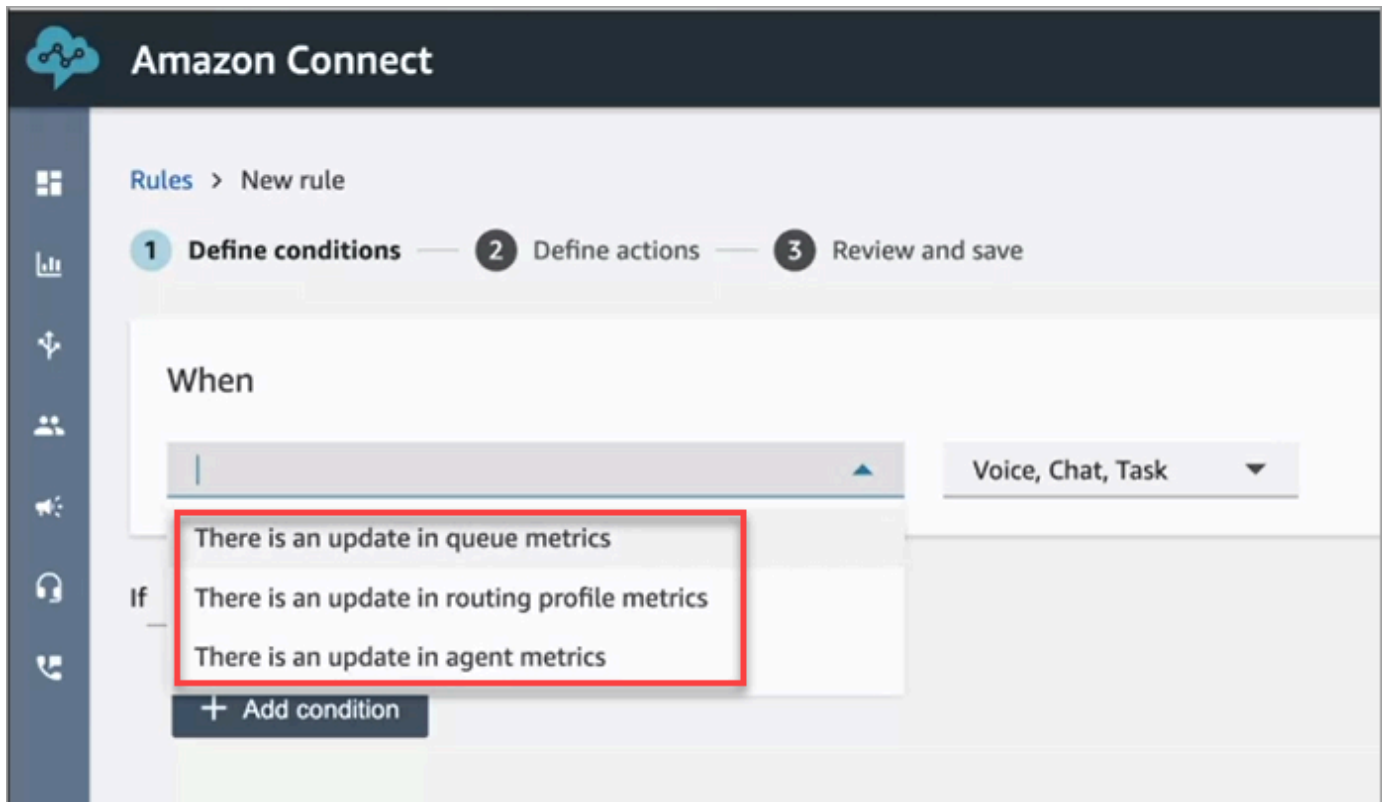 Amazon Connect
Rules > New rule
1 Define conditions — 2 Define actions — 3 Review and save
When
Voice, Chat, Task
There is an update in queue metrics
If
There is an update in routing profile metrics
There is an update in agent metrics
+ Add condition